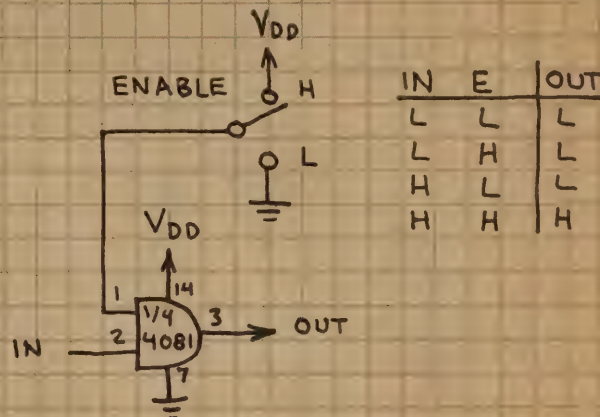 VDD
ENABLE
H
L
IN E OUT
L L L
L H L
H L L
H H H
VDD
14
1
1/4
4081
2
3
7
IN
OUT